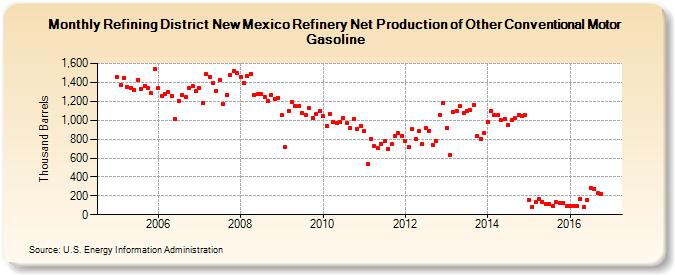 Monthly Refining District New Mexico Refinery Net Production of Other Conventional Motor
Gasoline
Thousand Barrels
1,600
1,400
1,200
1,000
800
600
400
200
0
2006 2008 2010 2012 2014 2016
Source: U.S. Energy Information Administration